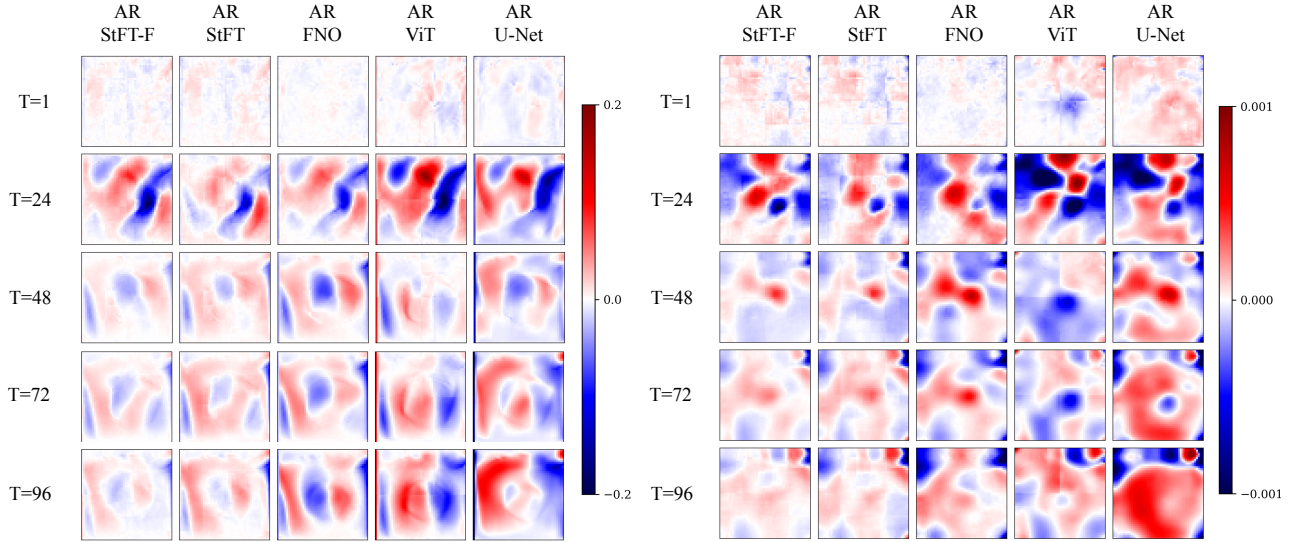 AR AR AR AR AR
StFT-F StFT FNO ViT U-Net
T=1
T=24
T=48
T=72
T=96
0.2
0.0
−0.2
AR AR AR AR AR
StFT-F StFT FNO ViT U-Net
T=1
T=24
T=48
T=72
T=96
0.001
0.000
−0.001